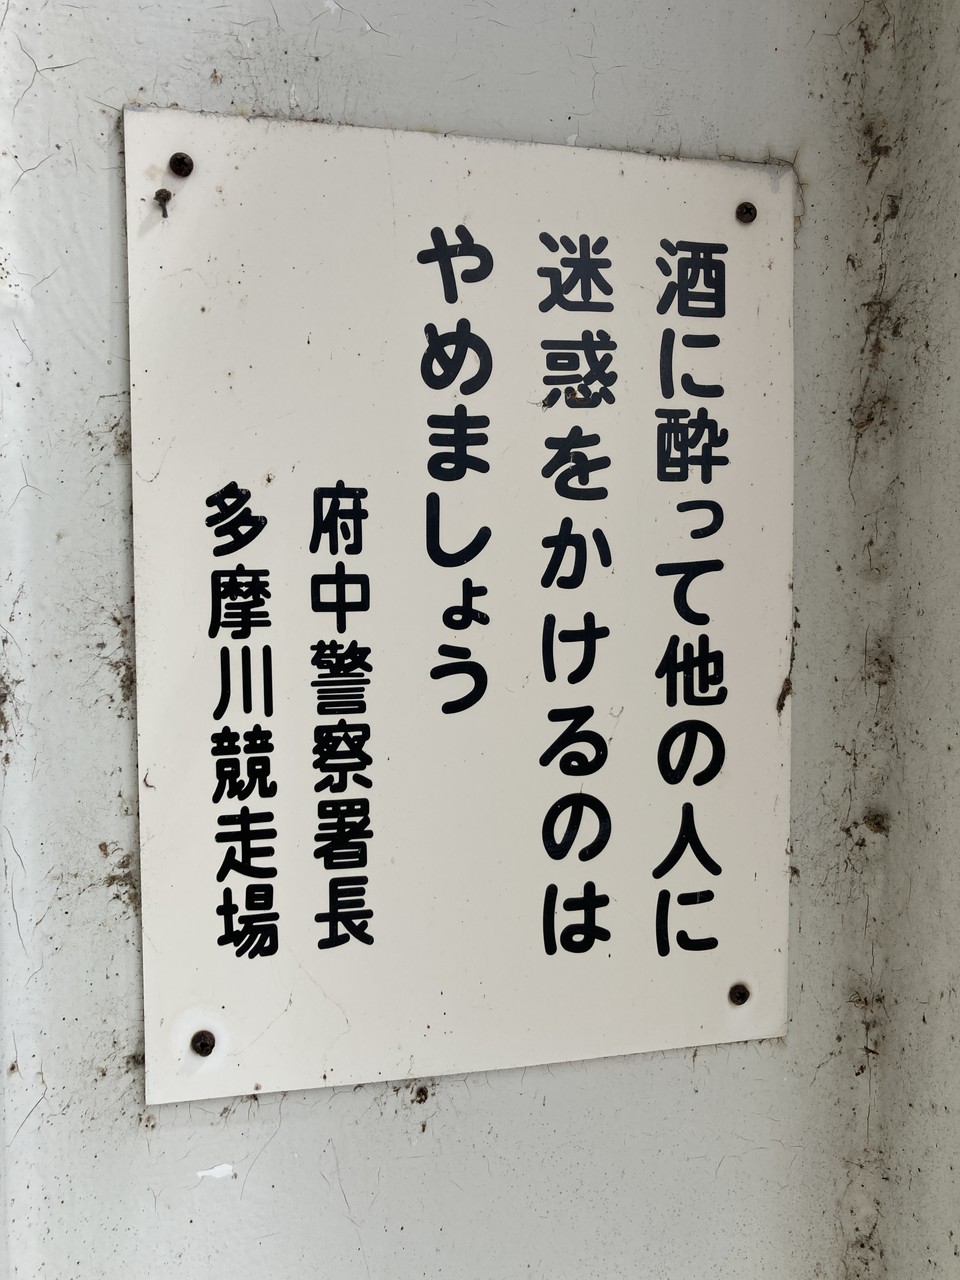 酒に酔って他の人に
迷惑をかけるのは
やめましょう
府中警察署長
多摩川競走場